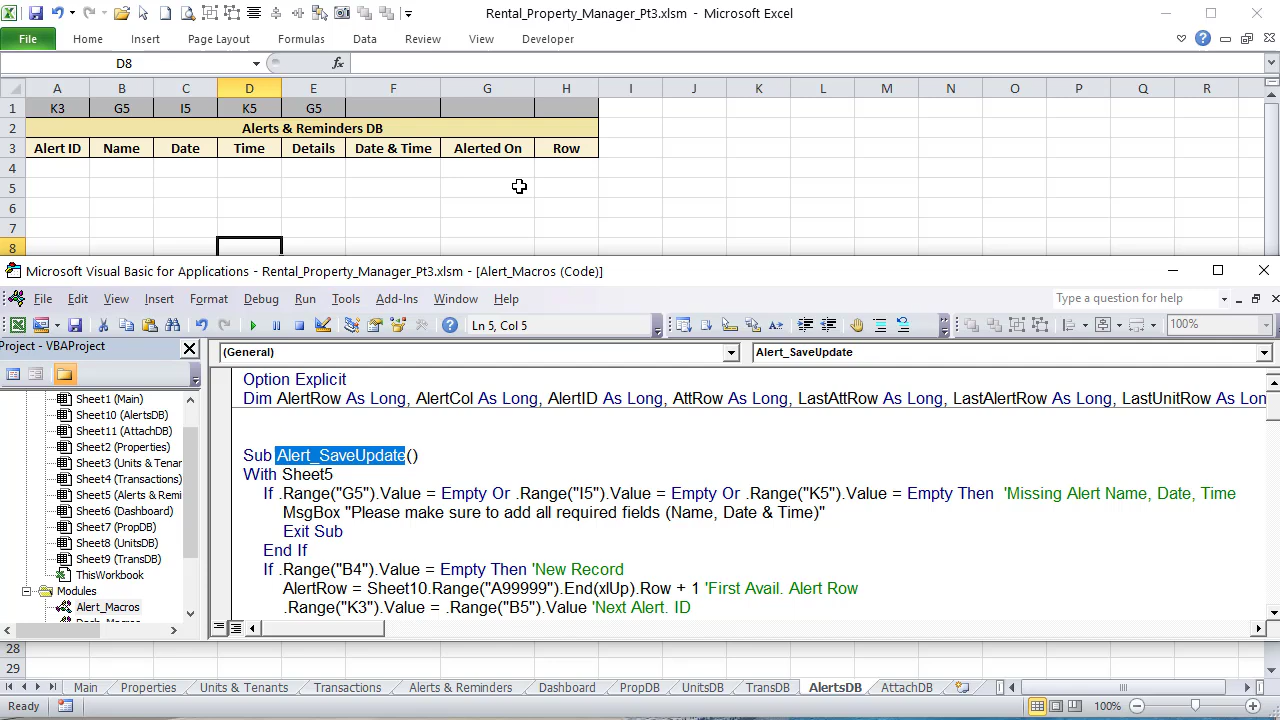 Rental_Property_Manager_Pt3.xlsm - Microsoft Excel
File Home Insert Page Layout Formulas Data Review View Developer
D8 fx
A B C D E F G H I J K L M N O P Q R
1 K3 G5 I5 K5 G5
2 Alerts & Reminders DB
3 Alert ID Name Date Time Details Date & Time Alerted On Row
4
5
6
7
8
Microsoft Visual Basic for Applications - Rental_Property_Manager_Pt3.xlsm - [Alert_Macros (Code)]
File Edit View Insert Format Debug Run Tools Add-Ins Window Help Type a question for help
Ln 5, Col 5 100%
Project - VBAProject
(General) Alert_SaveUpdate
Sheet1 (Main)
Sheet10 (AlertsDB)
Sheet11 (AttachDB)
Sheet2 (Properties)
Sheet3 (Units & Tenar
Sheet4 (Transactions)
Sheet5 (Alerts & Remi
Sheet6 (Dashboard)
Sheet7 (PropDB)
Sheet8 (UnitsDB)
Sheet9 (TransDB)
ThisWorkbook
Modules
Alert_Macros
Option Explicit
Dim AlertRow As Long, AlertCol As Long, AlertID As Long, AttRow As Long, LastAttRow As Long, LastAlertRow As Long, LastUnitRow As Lon
Sub Alert_SaveUpdate()
With Sheet5
If .Range("G5").Value = Empty Or .Range("I5").Value = Empty Or .Range("K5").Value = Empty Then 'Missing Alert Name, Date, Time
MsgBox "Please make sure to add all required fields (Name, Date & Time)"
Exit Sub
End If
If .Range("B4").Value = Empty Then 'New Record
AlertRow = Sheet10.Range("A99999").End(xlUp).Row + 1 'First Avail. Alert Row
.Range("K3").Value = .Range("B5").Value 'Next Alert. ID
28
29
Main Properties Units & Tenants Transactions Alerts & Reminders Dashboard PropDB UnitsDB TransDB AlertsDB AttachDB
Ready 100%